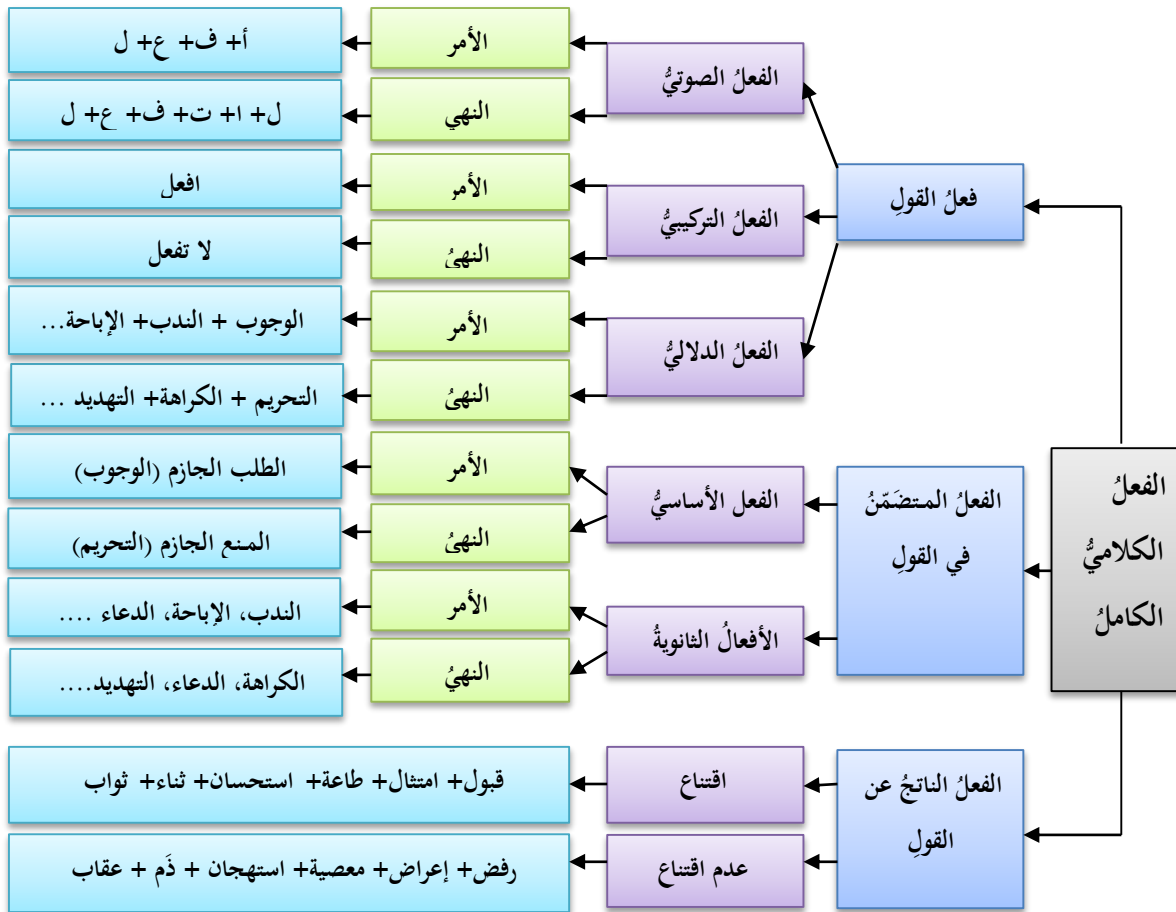 الفعلُ
الكلاميُّ
الكاملُ
فعلُ القولِ
الفعلُ الصوتيُّ
الأمر
أ+ ف+ ع+ ل
النهي
ل+ ا+ ت+ ف+ ع+ ل
الفعلُ التركيبيُّ
الأمر
افعل
النهيُ
لا تفعل
الفعلُ الدلاليُّ
الأمر
الوجوب + الندب+ الإباحة...
النهيُ
التحريم + الكراهة+ التهديد ...
الفعلُ المتضَمّنُ
في القولِ
الفعل الأساسيُّ
الأمر
الطلب الجازم (الوجوب)
النهيُ
المنع الجازم (التحريم)
الأفعالُ الثانويةُ
الأمر
الندب، الإباحة، الدعاء ....
النهيُ
الكراهة، الدعاء، التهديد....
الفعلُ الناتجُ عن
القولِ
اقتناع
قبول+ امتثال+ طاعة+ استحسان+ ثناء+ ثواب
عدم اقتناع
رفض+ إعراض+ معصية+ استهجان + ذَم + عقاب